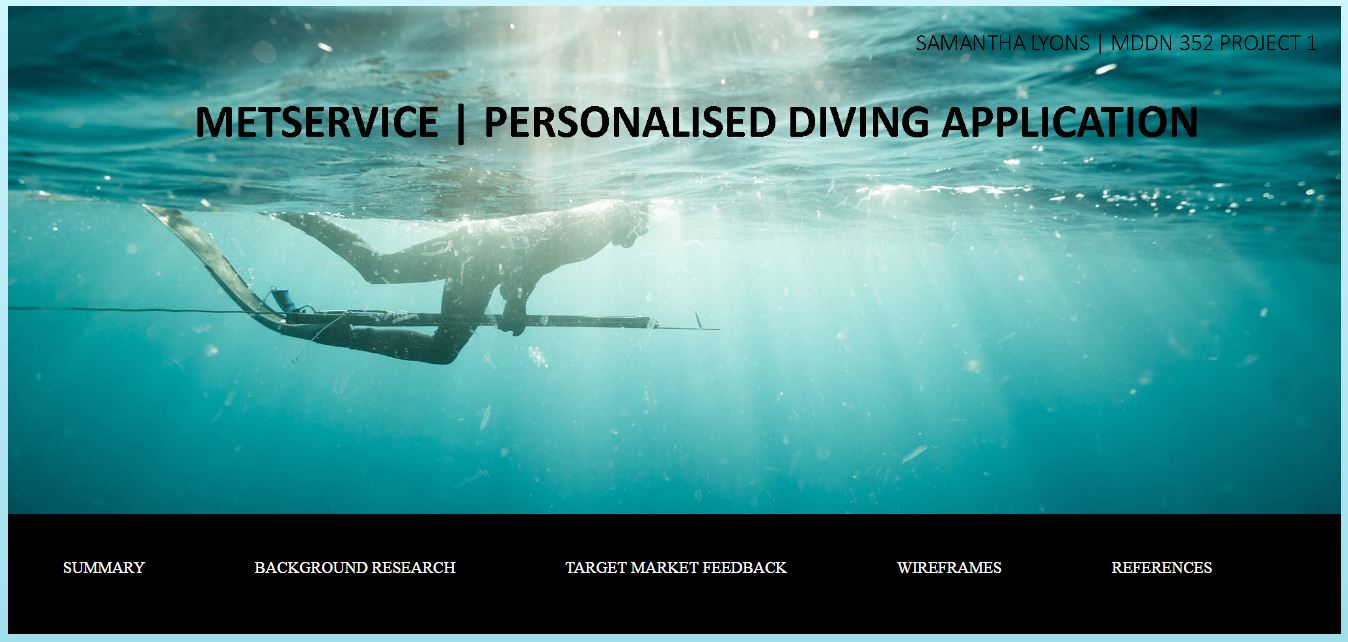 SAMANTHA LYONS | MDDN 352 PROJECT 1
METSERVICE | PERSONALISED DIVING APPLICATION
SUMMARY BACKGROUND RESEARCH TARGET MARKET FEEDBACK WIREFRAMES REFERENCES